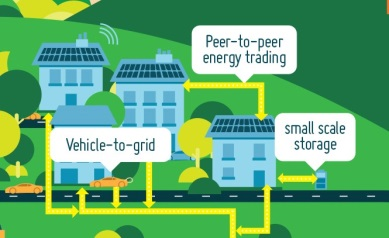 Peer-to-peer
energy trading
Vehicle-to-grid
small scale
storage